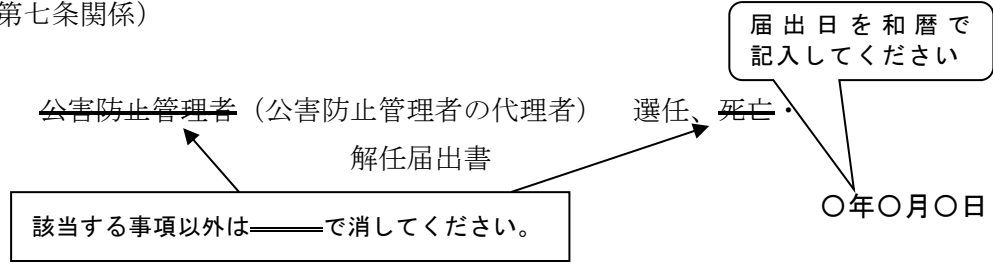 第七条関係）
届出日を和暦で
記入してください
公害防止管理者（公害防止管理者の代理者）　選任、死亡・
解任届出書
〇年〇月〇日
該当する事項以外は═══で消してください。